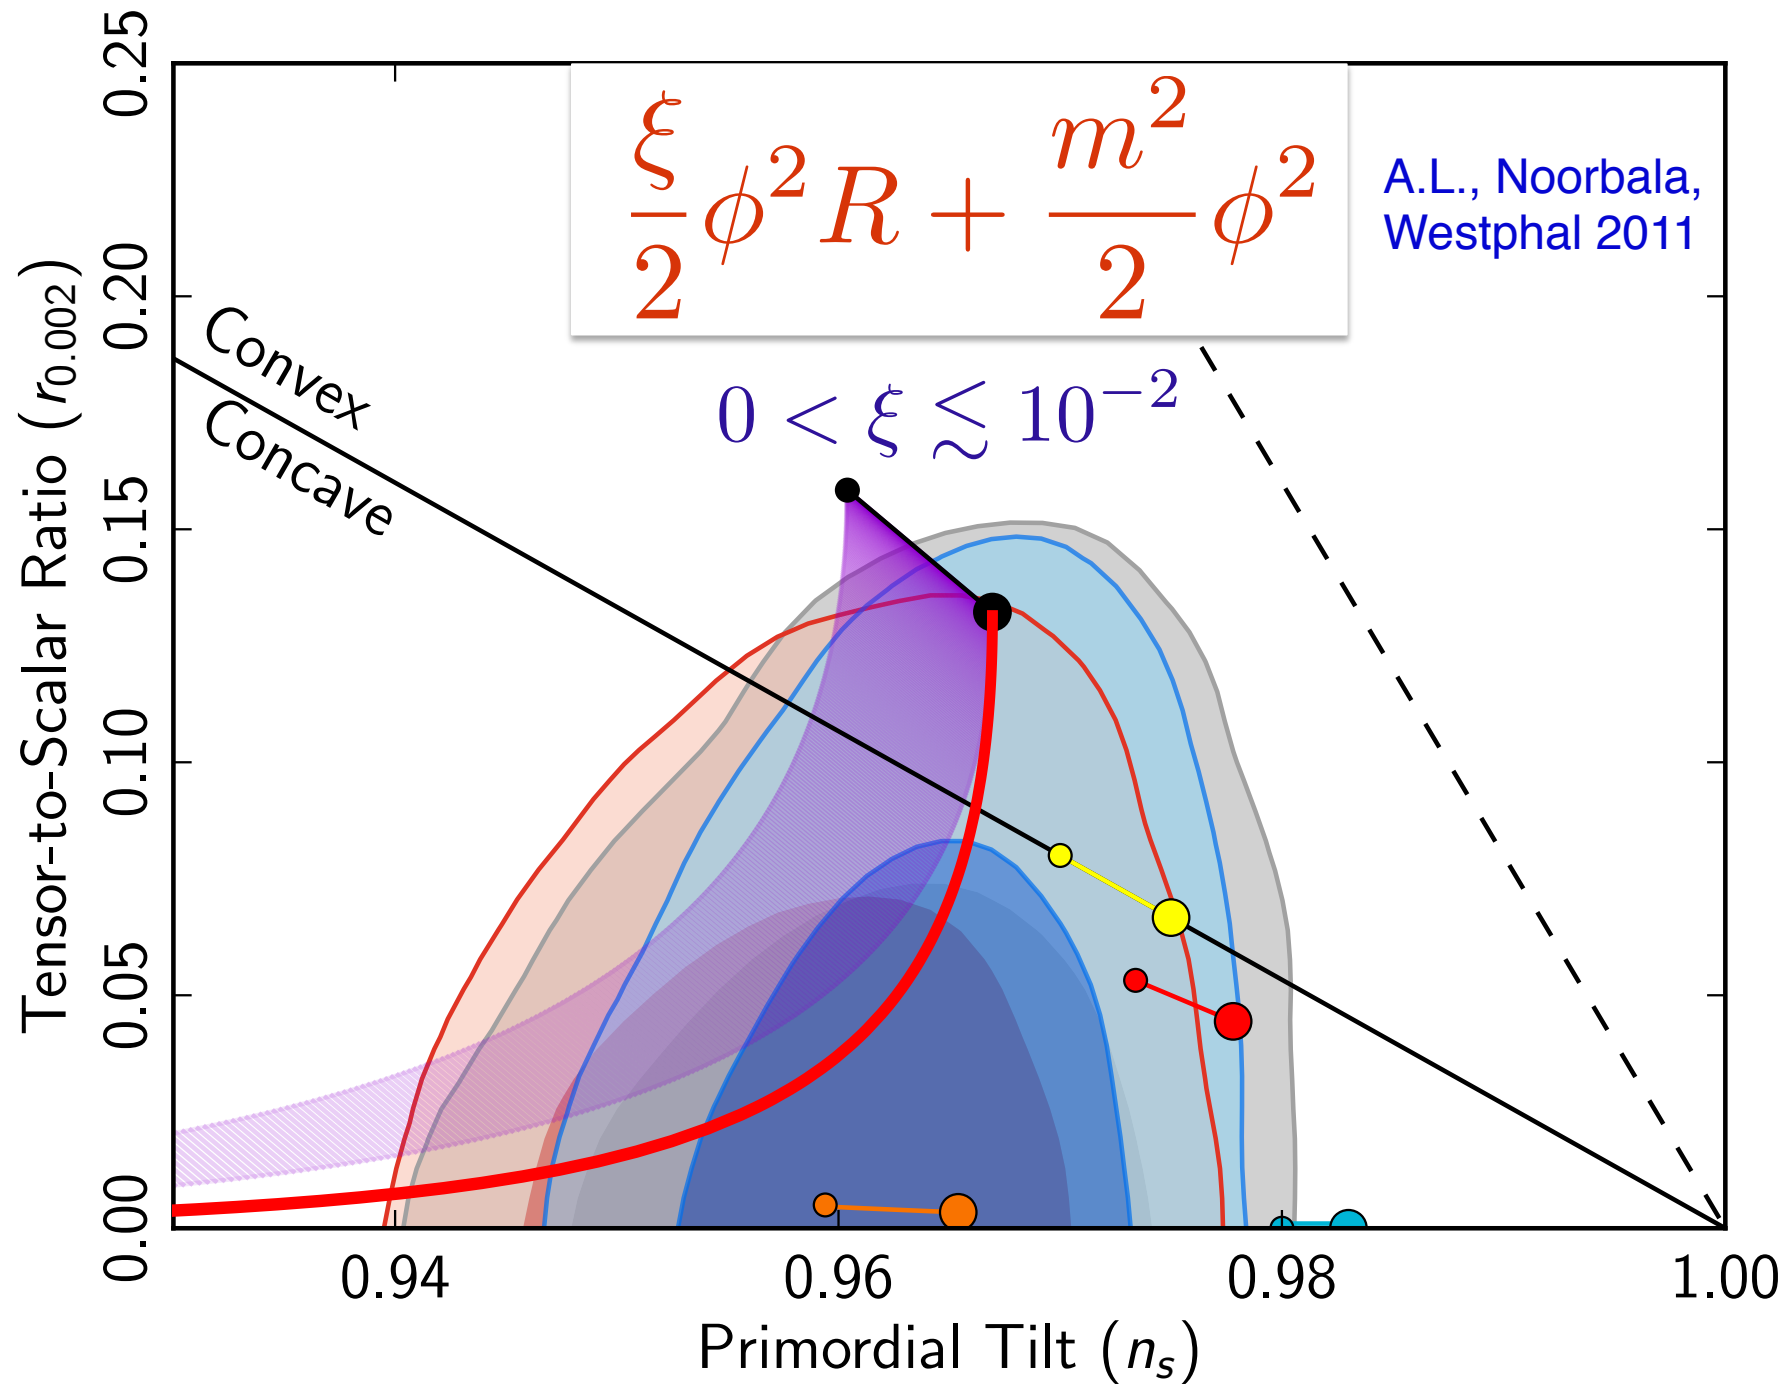 0.25
0.20
0.15
0.10
0.05
0.00
Tensor-to-Scalar Ratio (r₀.₀₀₂)
ξ/2 ϕ² R + m²/2 ϕ²
A.L., Noorbala,
Westphal 2011
0 < ξ ≲ 10⁻²
Convex
Concave
0.94 0.96 0.98 1.00
Primordial Tilt (nₛ)